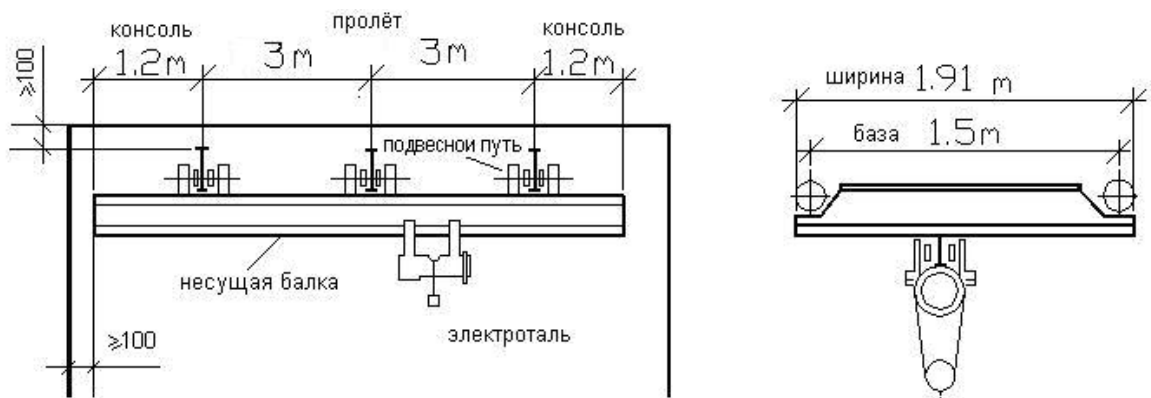 консоль пролёт консоль
1.2m 3m 3m 1.2m
≥100
подвесной путь
несущая балка
≥100
электроталь
ширина 1.91 m
база 1.5m